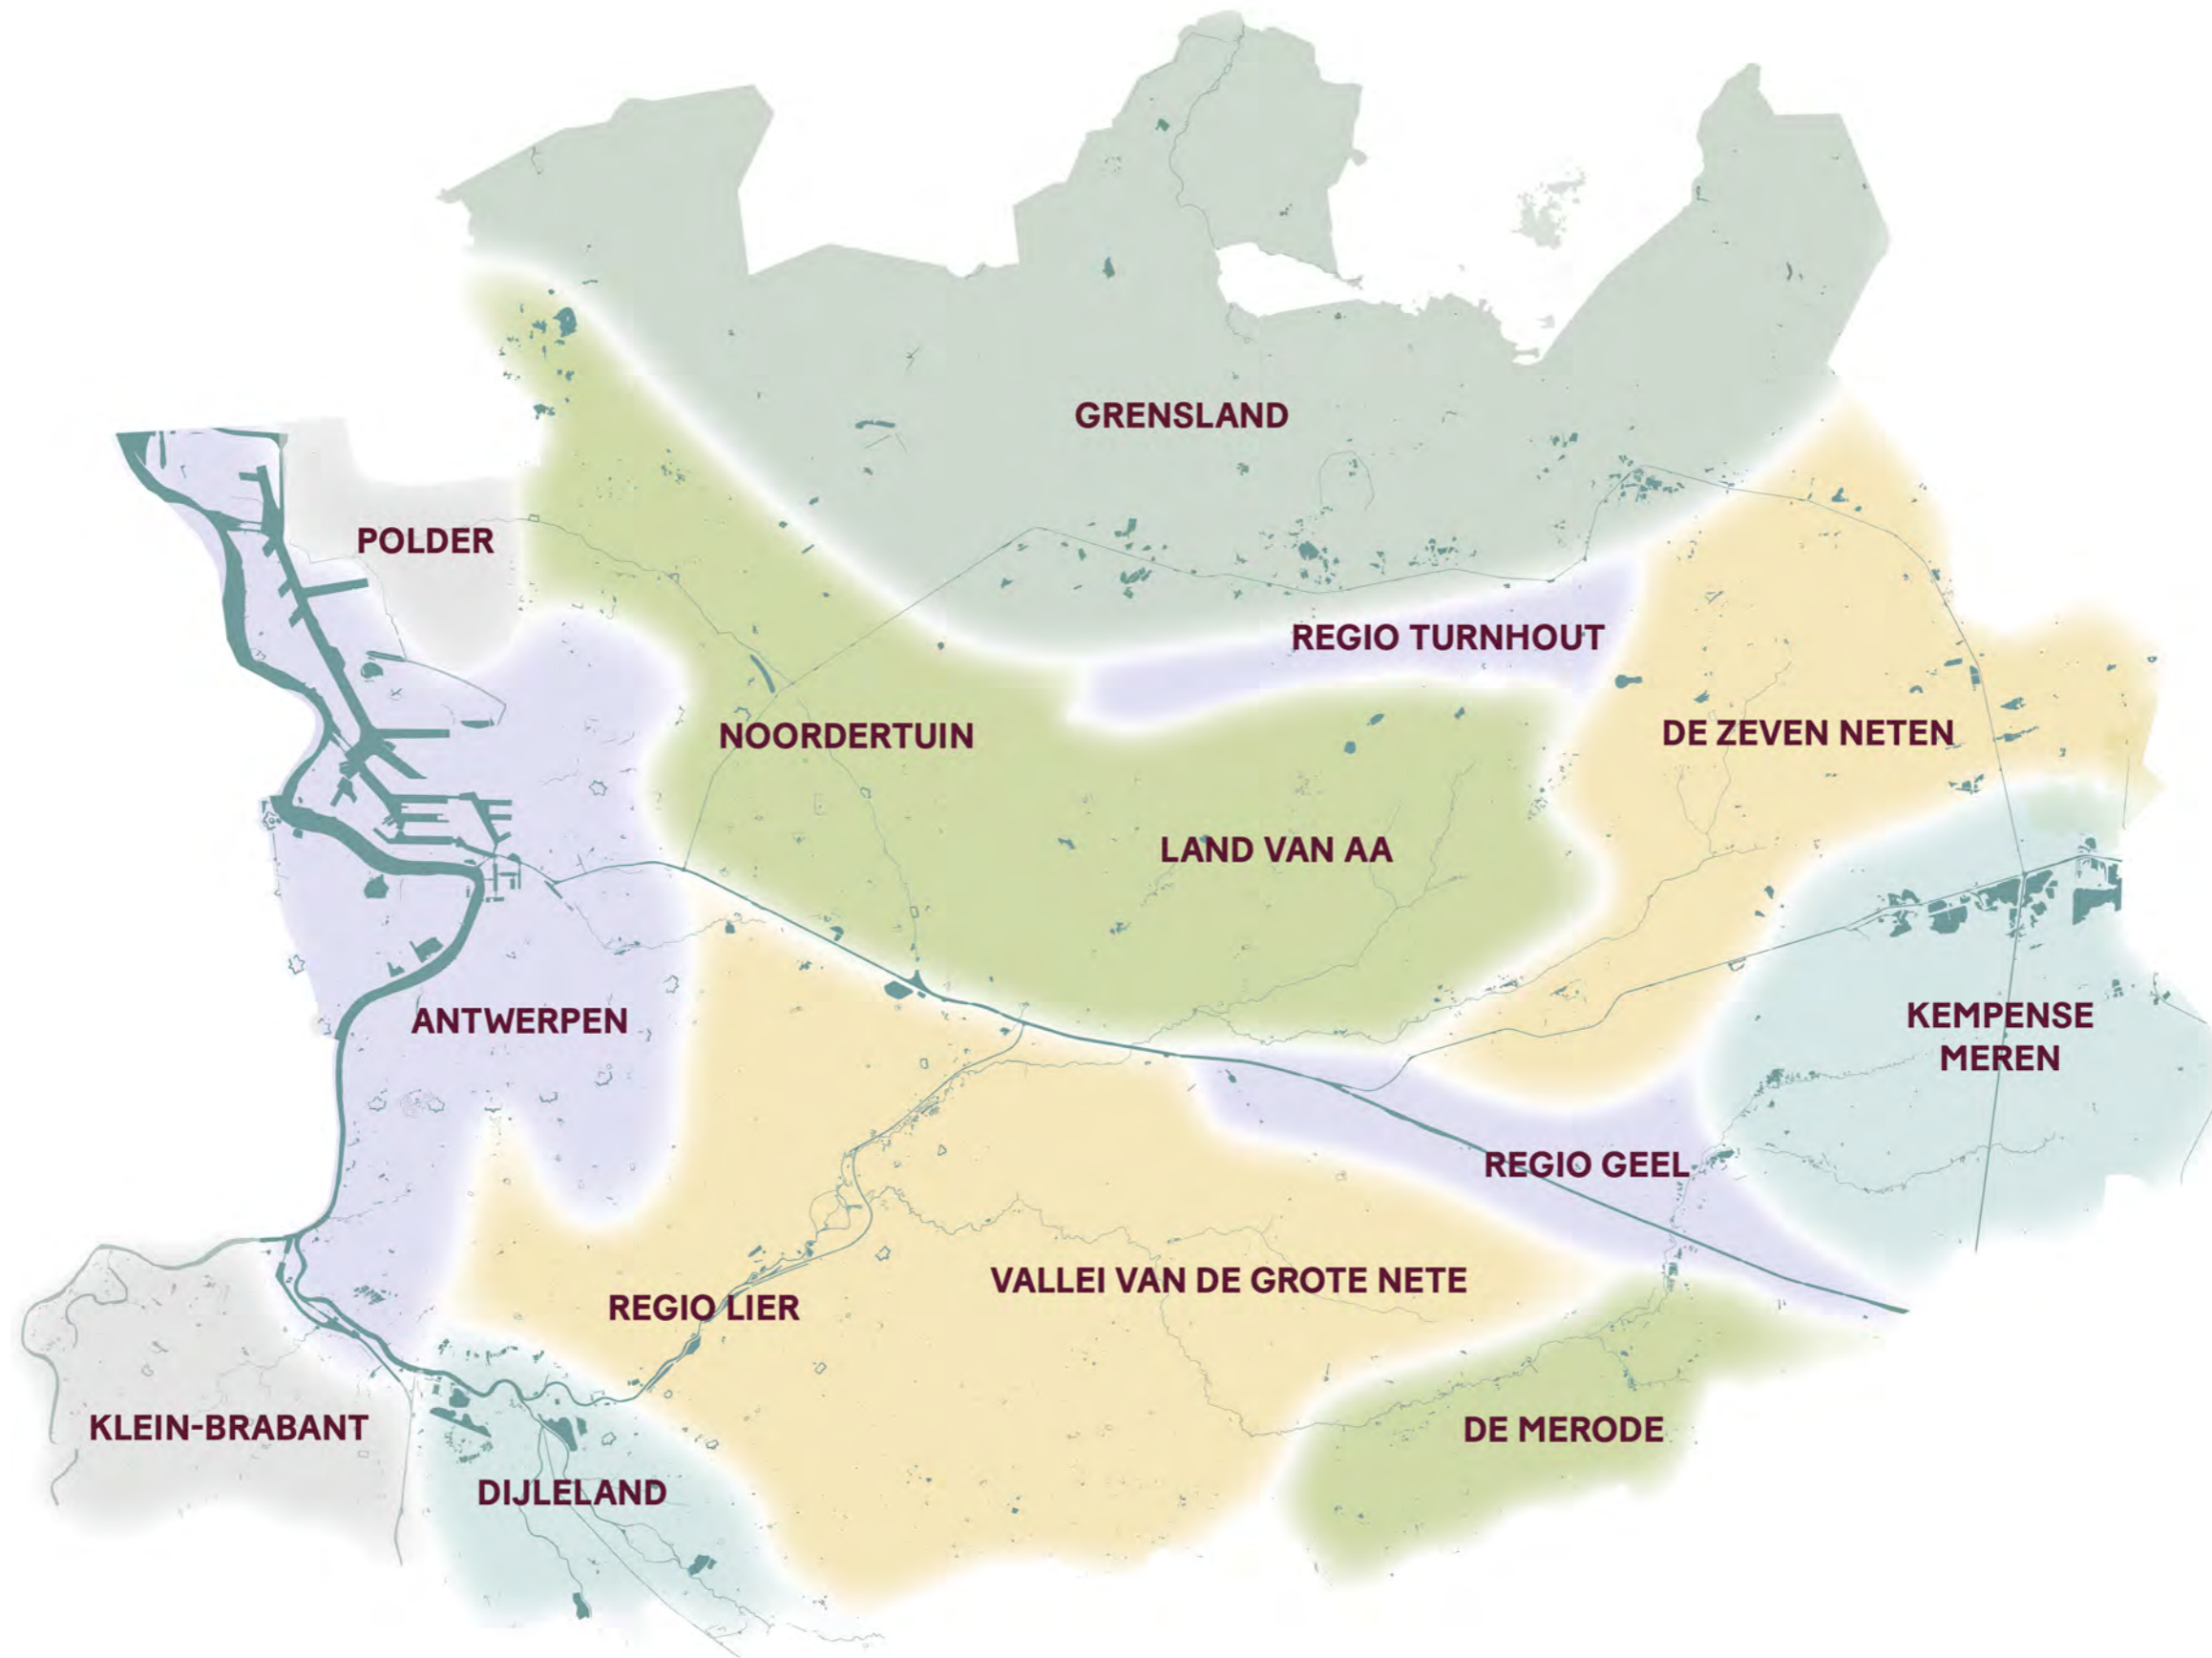 GRENSLAND
POLDER
REGIO TURNHOUT
NOORDERTUIN
DE ZEVEN NETEN
LAND VAN AA
ANTWERPEN
KEMPENSE
MEREN
REGIO GEEL
VALLEI VAN DE GROTE NETE
REGIO LIER
KLEIN-BRABANT
DE MERODE
DIJLELAND